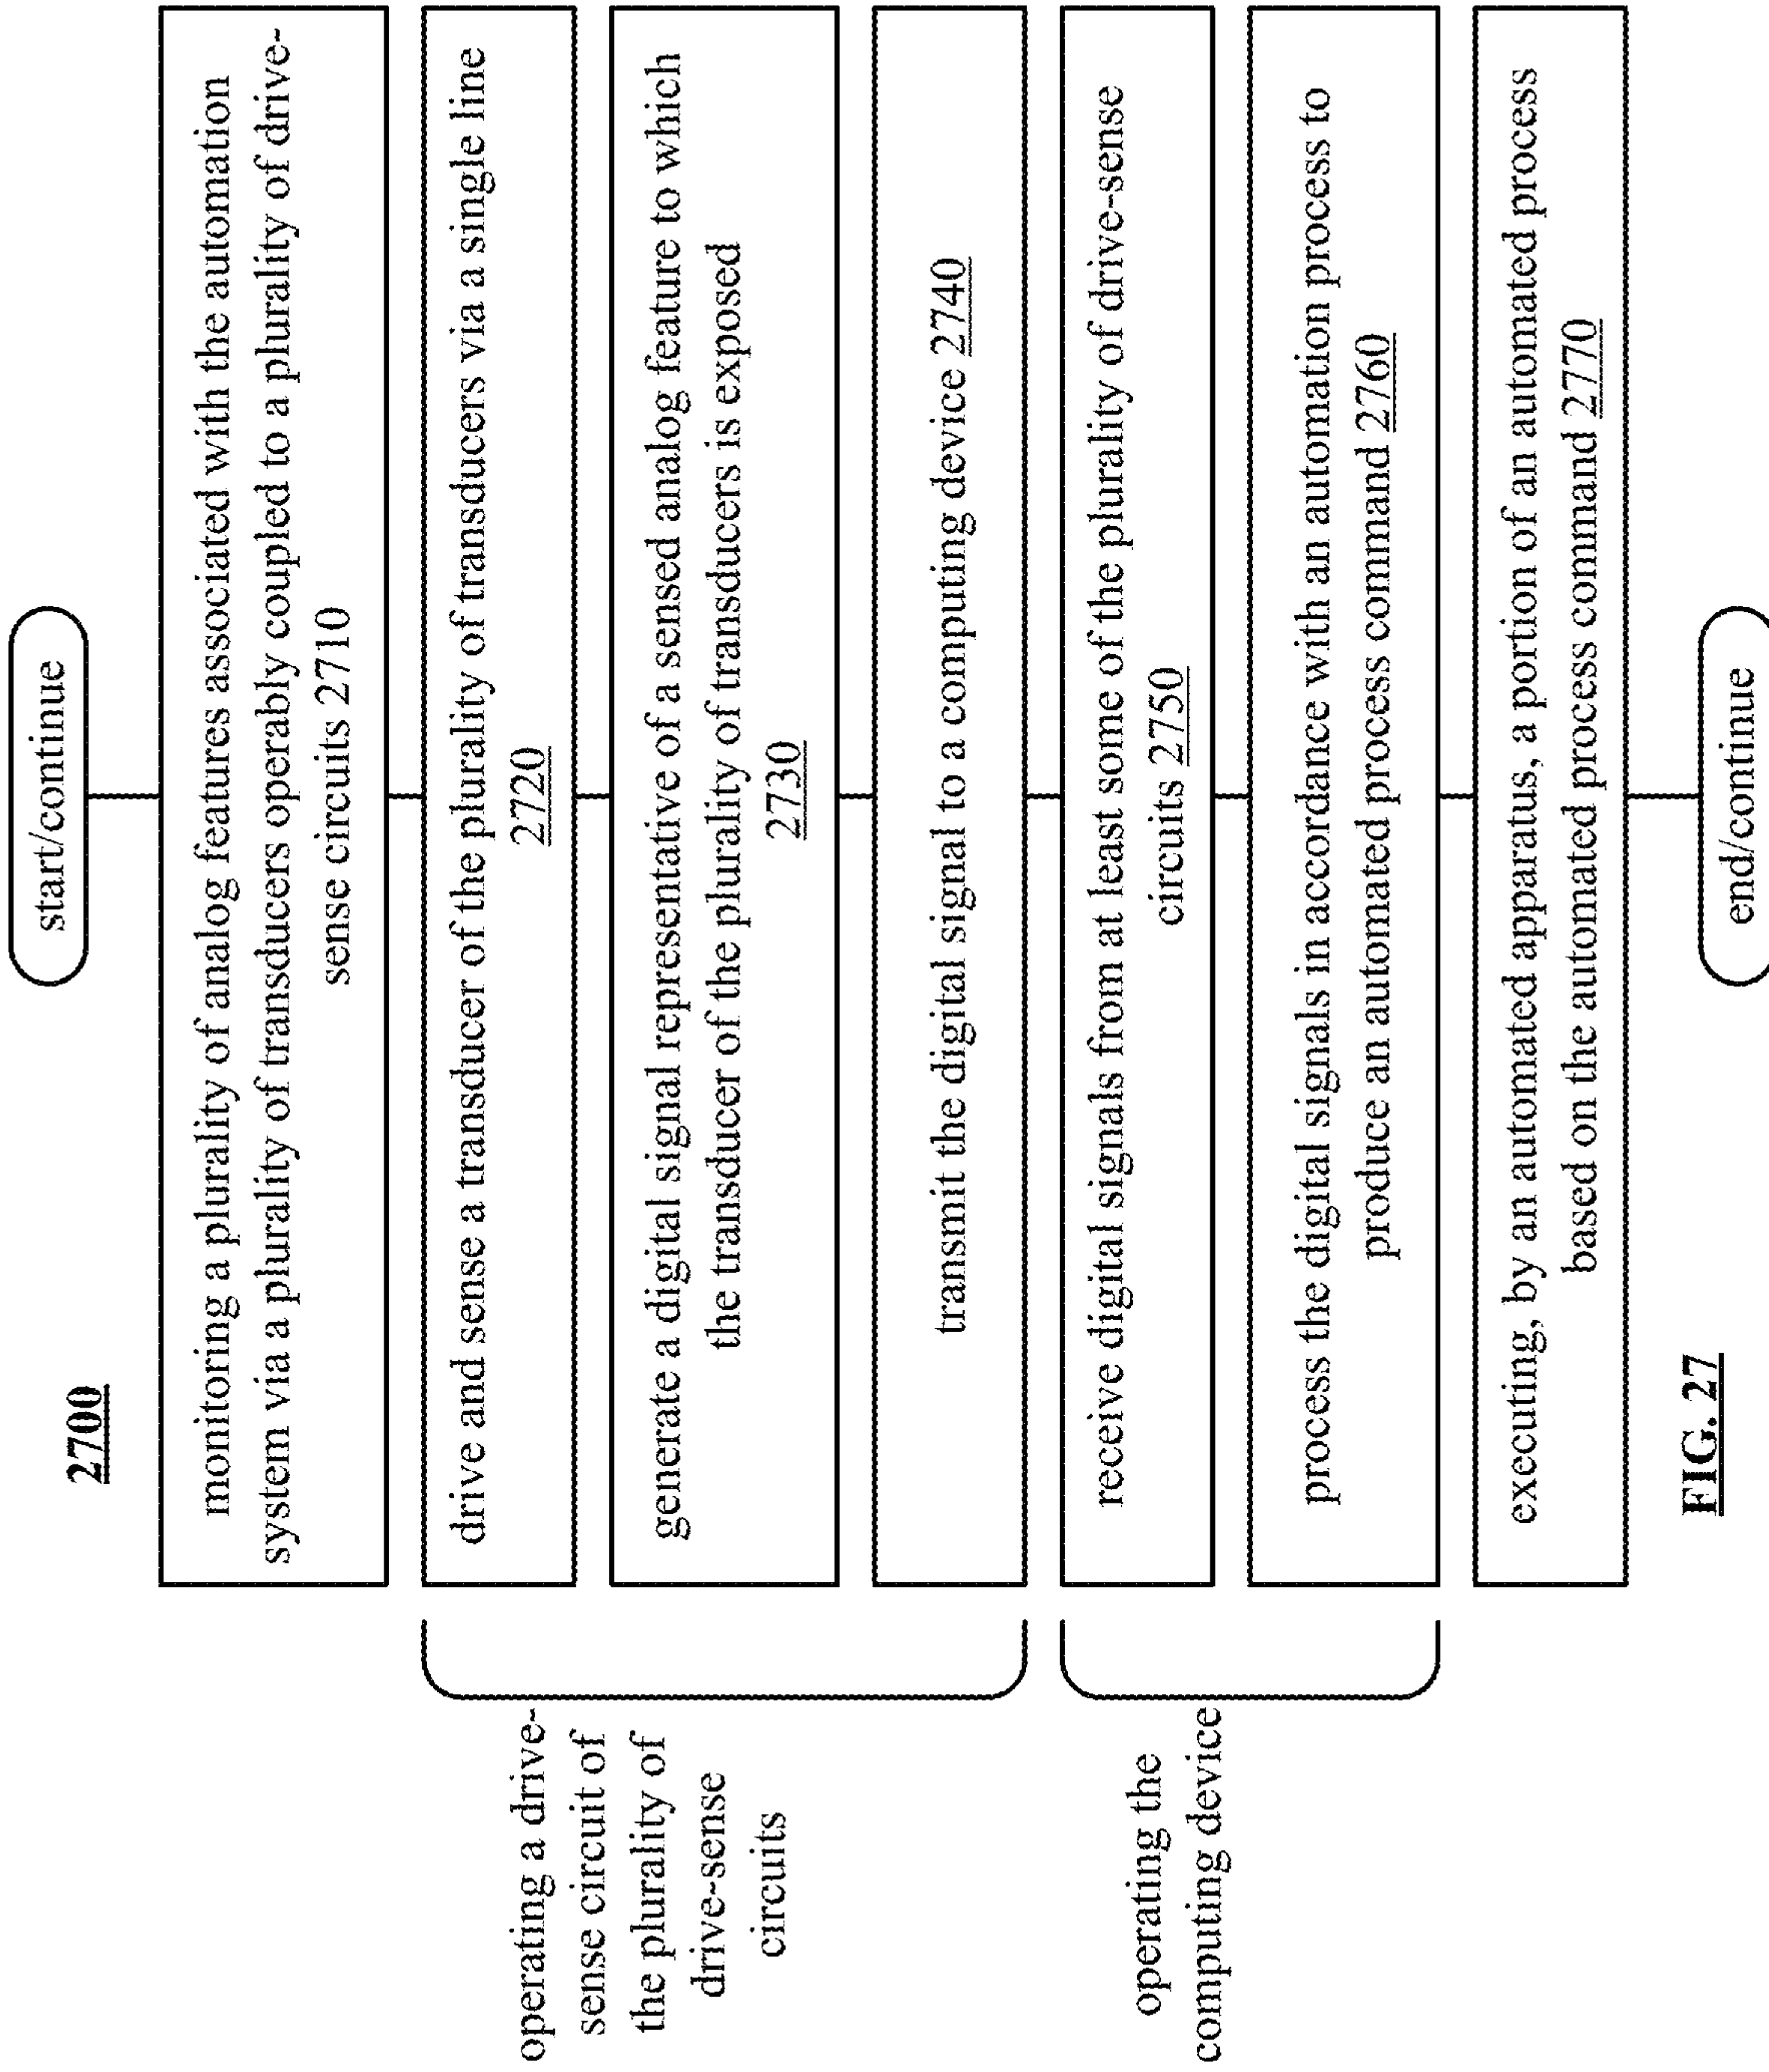 2700
start/continue
monitoring a plurality of analog features associated with the automation
system via a plurality of transducers operably coupled to a plurality of drive-
sense circuits 2710
operating a drive-
sense circuit of
the plurality of
drive-sense
circuits
drive and sense a transducer of the plurality of transducers via a single line
2720
generate a digital signal representative of a sensed analog feature to which
the transducer of the plurality of transducers is exposed
2730
transmit the digital signal to a computing device 2740
operating the
computing device
receive digital signals from at least some of the plurality of drive-sense
circuits 2750
process the digital signals in accordance with an automation process to
produce an automated process command 2760
executing, by an automated apparatus, a portion of an automated process
based on the automated process command 2770
end/continue
FIG. 27